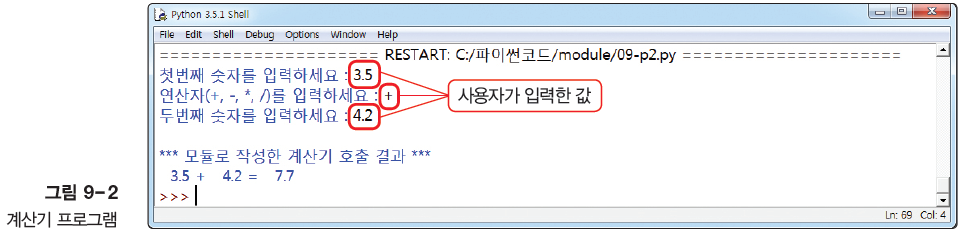 Python 3.5.1 Shell
File Edit Shell Debug Options Window Help
==================== RESTART: C:/파이썬코드/module/09-p2.py ====================
첫번째 숫자를 입력하세요 : 3.5
연산자(+, -, *, /)를 입력하세요 : +
두번째 숫자를 입력하세요 : 4.2
사용자가 입력한 값
*** 모듈로 작성한 계산기 호출 결과 ***
3.5 + 4.2 = 7.7
>>>
Ln: 69 Col: 4
그림 9-2
계산기 프로그램